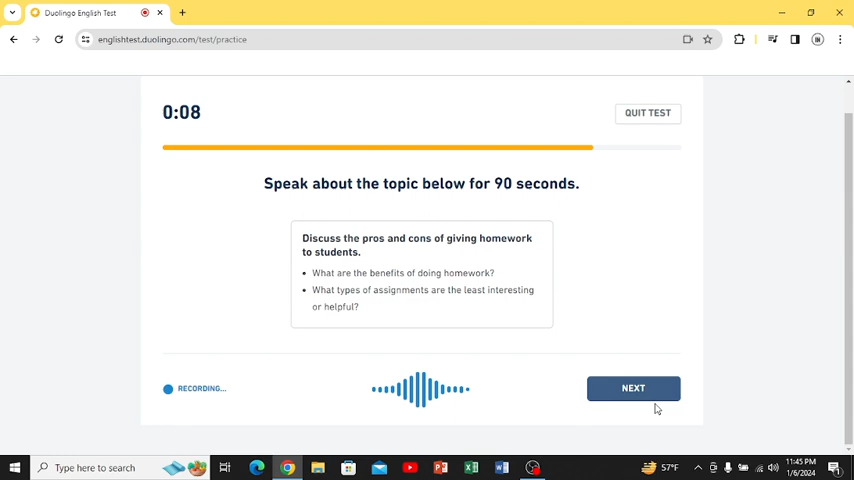 Duolingo English Test
englishtest.duolingo.com/test/practice
IN
0:08
QUIT TEST
Speak about the topic below for 90 seconds.
Discuss the pros and cons of giving homework
to students.
• What are the benefits of doing homework?
• What types of assignments are the least interesting
or helpful?
RECORDING...
NEXT
Type here to search
57°F
11:45 PM
1/6/2024